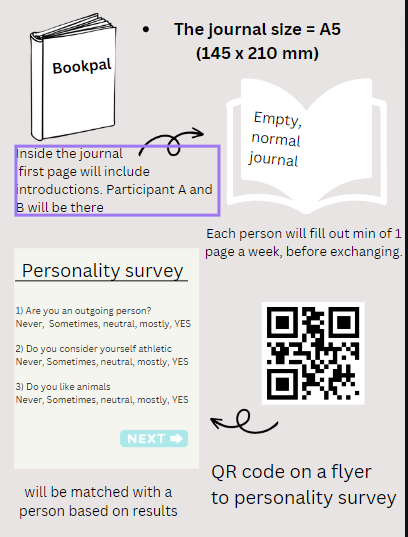 Bookpal
• The journal size = A5
(145 x 210 mm)
Empty,
normal
journal
Inside the journal
first page will include
introductions. Participant A and
B will be there
Each person will fill out min of 1
page a week, before exchanging.
Personality survey
1) Are you an outgoing person?
Never, Sometimes, neutral, mostly, YES
2) Do you consider yourself athletic
Never, Sometimes, neutral, mostly, YES
3) Do you like animals
Never, Sometimes, neutral, mostly, YES
NEXT
will be matched with a
person based on results
QR code on a flyer
to personality survey